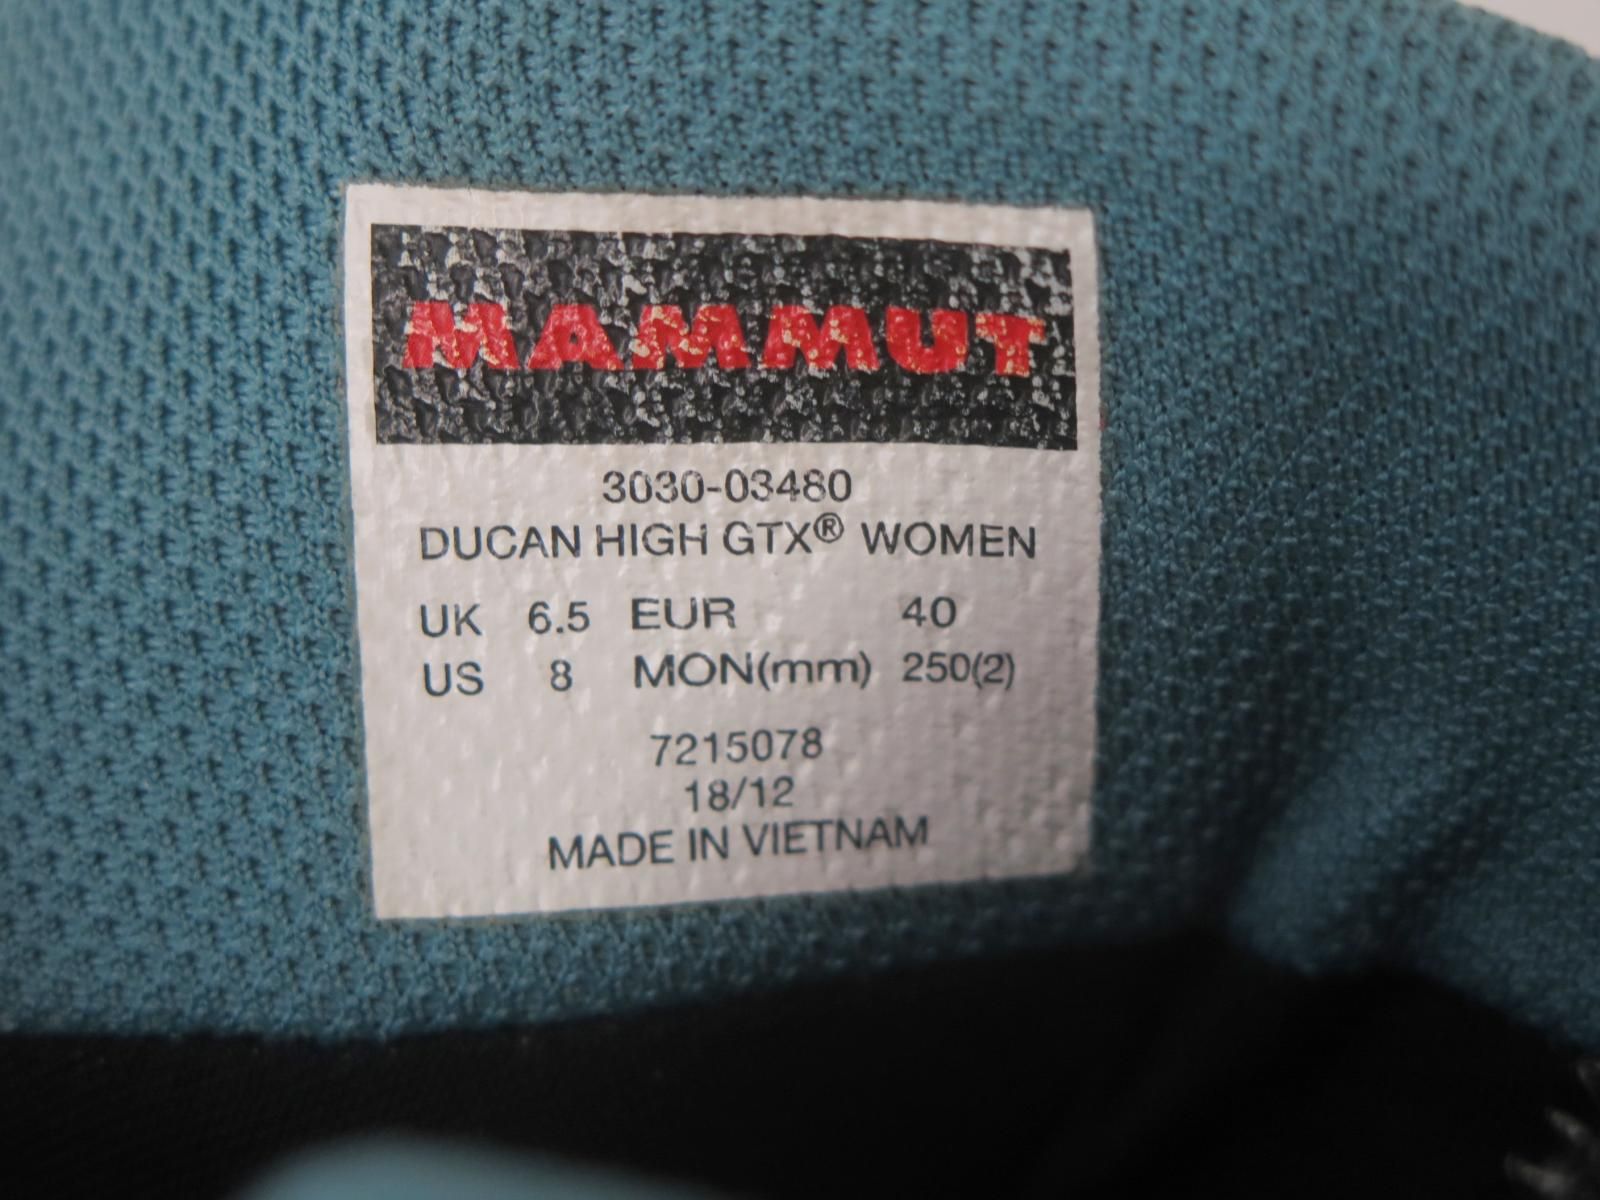 MAMMUT
3030-03480
DUCAN HIGH GTX® WOMEN
UK 6.5 EUR 40
US 8 MON(mm) 250(2)
7215078
18/12
MADE IN VIETNAM